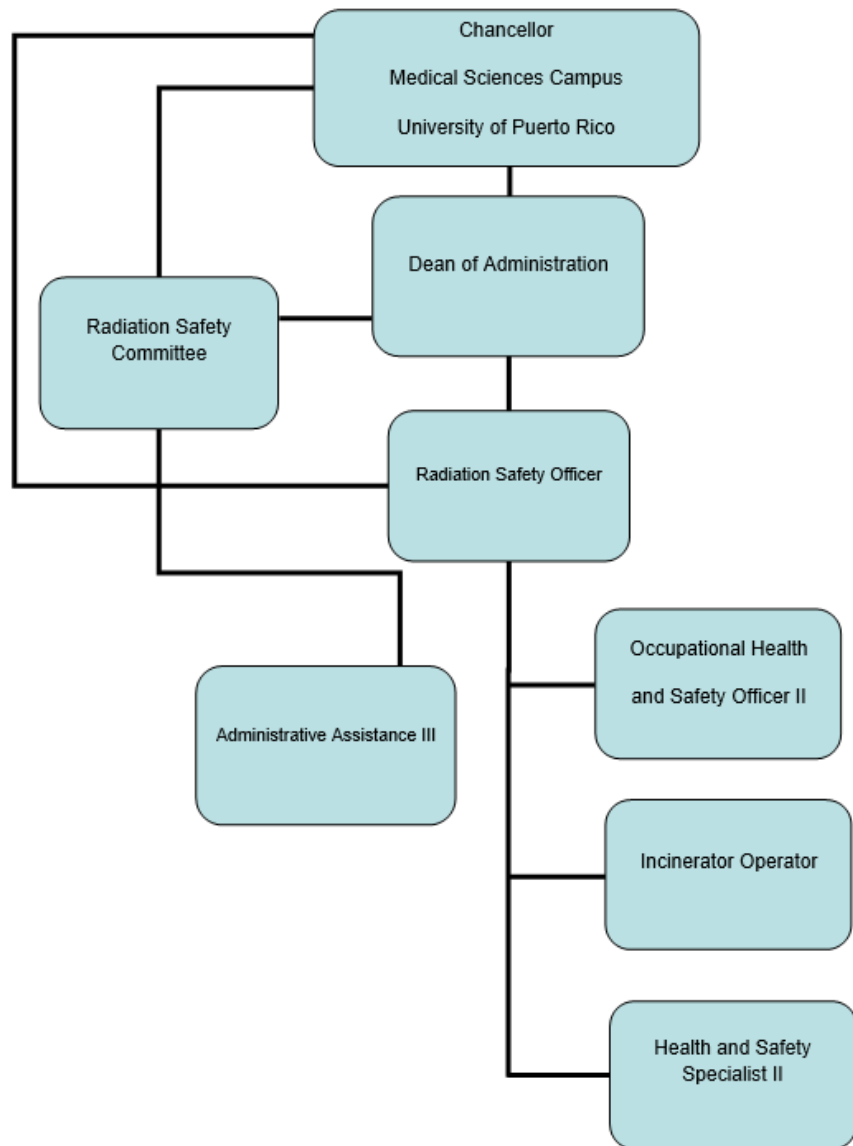 Chancellor
Medical Sciences Campus
University of Puerto Rico
Dean of Administration
Radiation Safety
Committee
Radiation Safety Officer
Administrative Assistance III
Occupational Health
and Safety Officer II
Incinerator Operator
Health and Safety
Specialist II